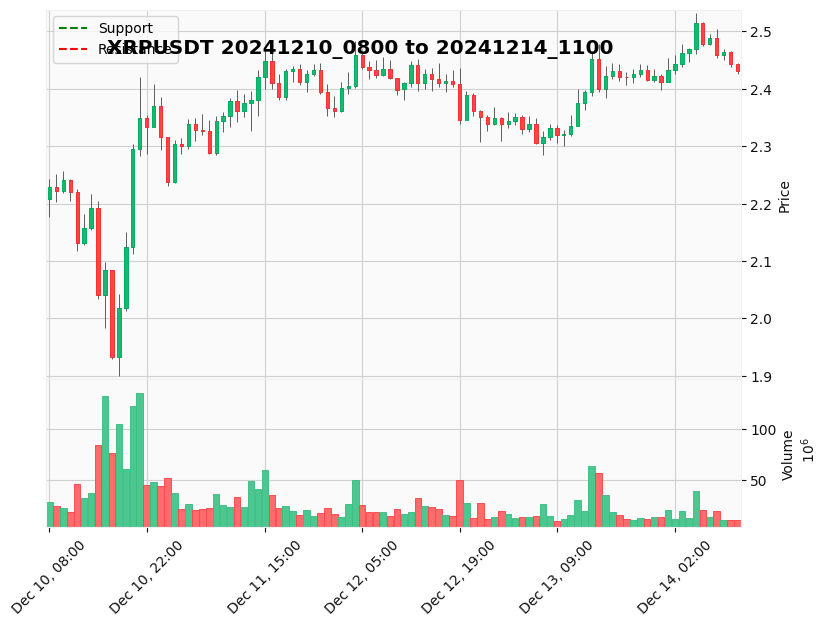 Support
Resistance
XRPUSDT 20241210_0800 to 20241214_1100
2.5
2.4
2.3
2.2
2.1
2.0
1.9
Price
100
50
Volume
10^6
Dec 10, 08:00
Dec 10, 22:00
Dec 11, 15:00
Dec 12, 05:00
Dec 12, 19:00
Dec 13, 09:00
Dec 14, 02:00